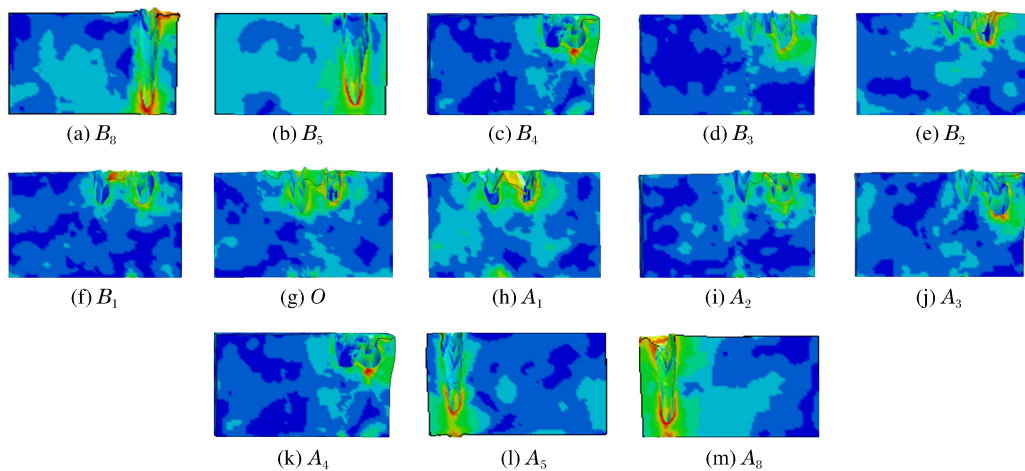 (a) B₈
(b) B₅
(c) B₄
(d) B₃
(e) B₂
(f) B₁
(g) O
(h) A₁
(i) A₂
(j) A₃
(k) A₄
(l) A₅
(m) A₈